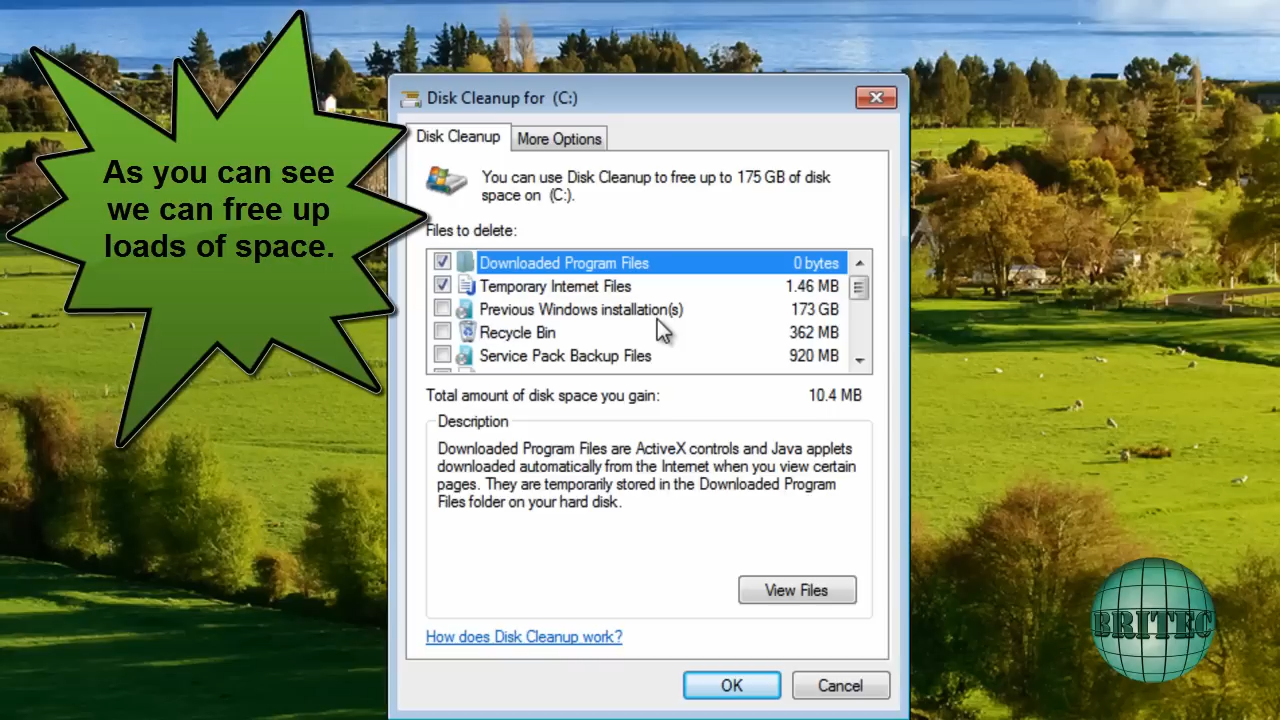 As you can see
we can free up
loads of space.
Disk Cleanup for (C:)
Disk Cleanup
More Options
You can use Disk Cleanup to free up to 175 GB of disk
space on (C:).
Files to delete:
Downloaded Program Files 0 bytes
Temporary Internet Files 1.46 MB
Previous Windows installation(s) 173 GB
Recycle Bin 362 MB
Service Pack Backup Files 920 MB
Total amount of disk space you gain: 10.4 MB
Description
Downloaded Program Files are ActiveX controls and Java applets
downloaded automatically from the Internet when you view certain
pages. They are temporarily stored in the Downloaded Program
Files folder on your hard disk.
View Files
How does Disk Cleanup work?
OK
Cancel
BRITEC